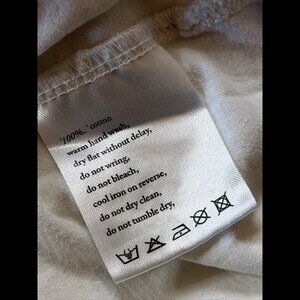 '100%.' cotton
warm hand wash,
dry flat without delay,
do not wring,
do not bleach,
cool iron on reverse,
do not dry clean,
do not tumble dry,